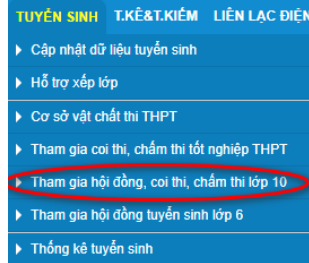 TUYỂN SINH T.KÊ&T.KIẾM LIÊN LẠC ĐIỆN
Cập nhật dữ liệu tuyển sinh
Hỗ trợ xếp lớp
Cơ sở vật chất thi THPT
Tham gia coi thi, chấm thi tốt nghiệp THPT
Tham gia hội đồng, coi thi, chấm thi lớp 10
Tham gia hội đồng tuyển sinh lớp 6
Thống kê tuyển sinh